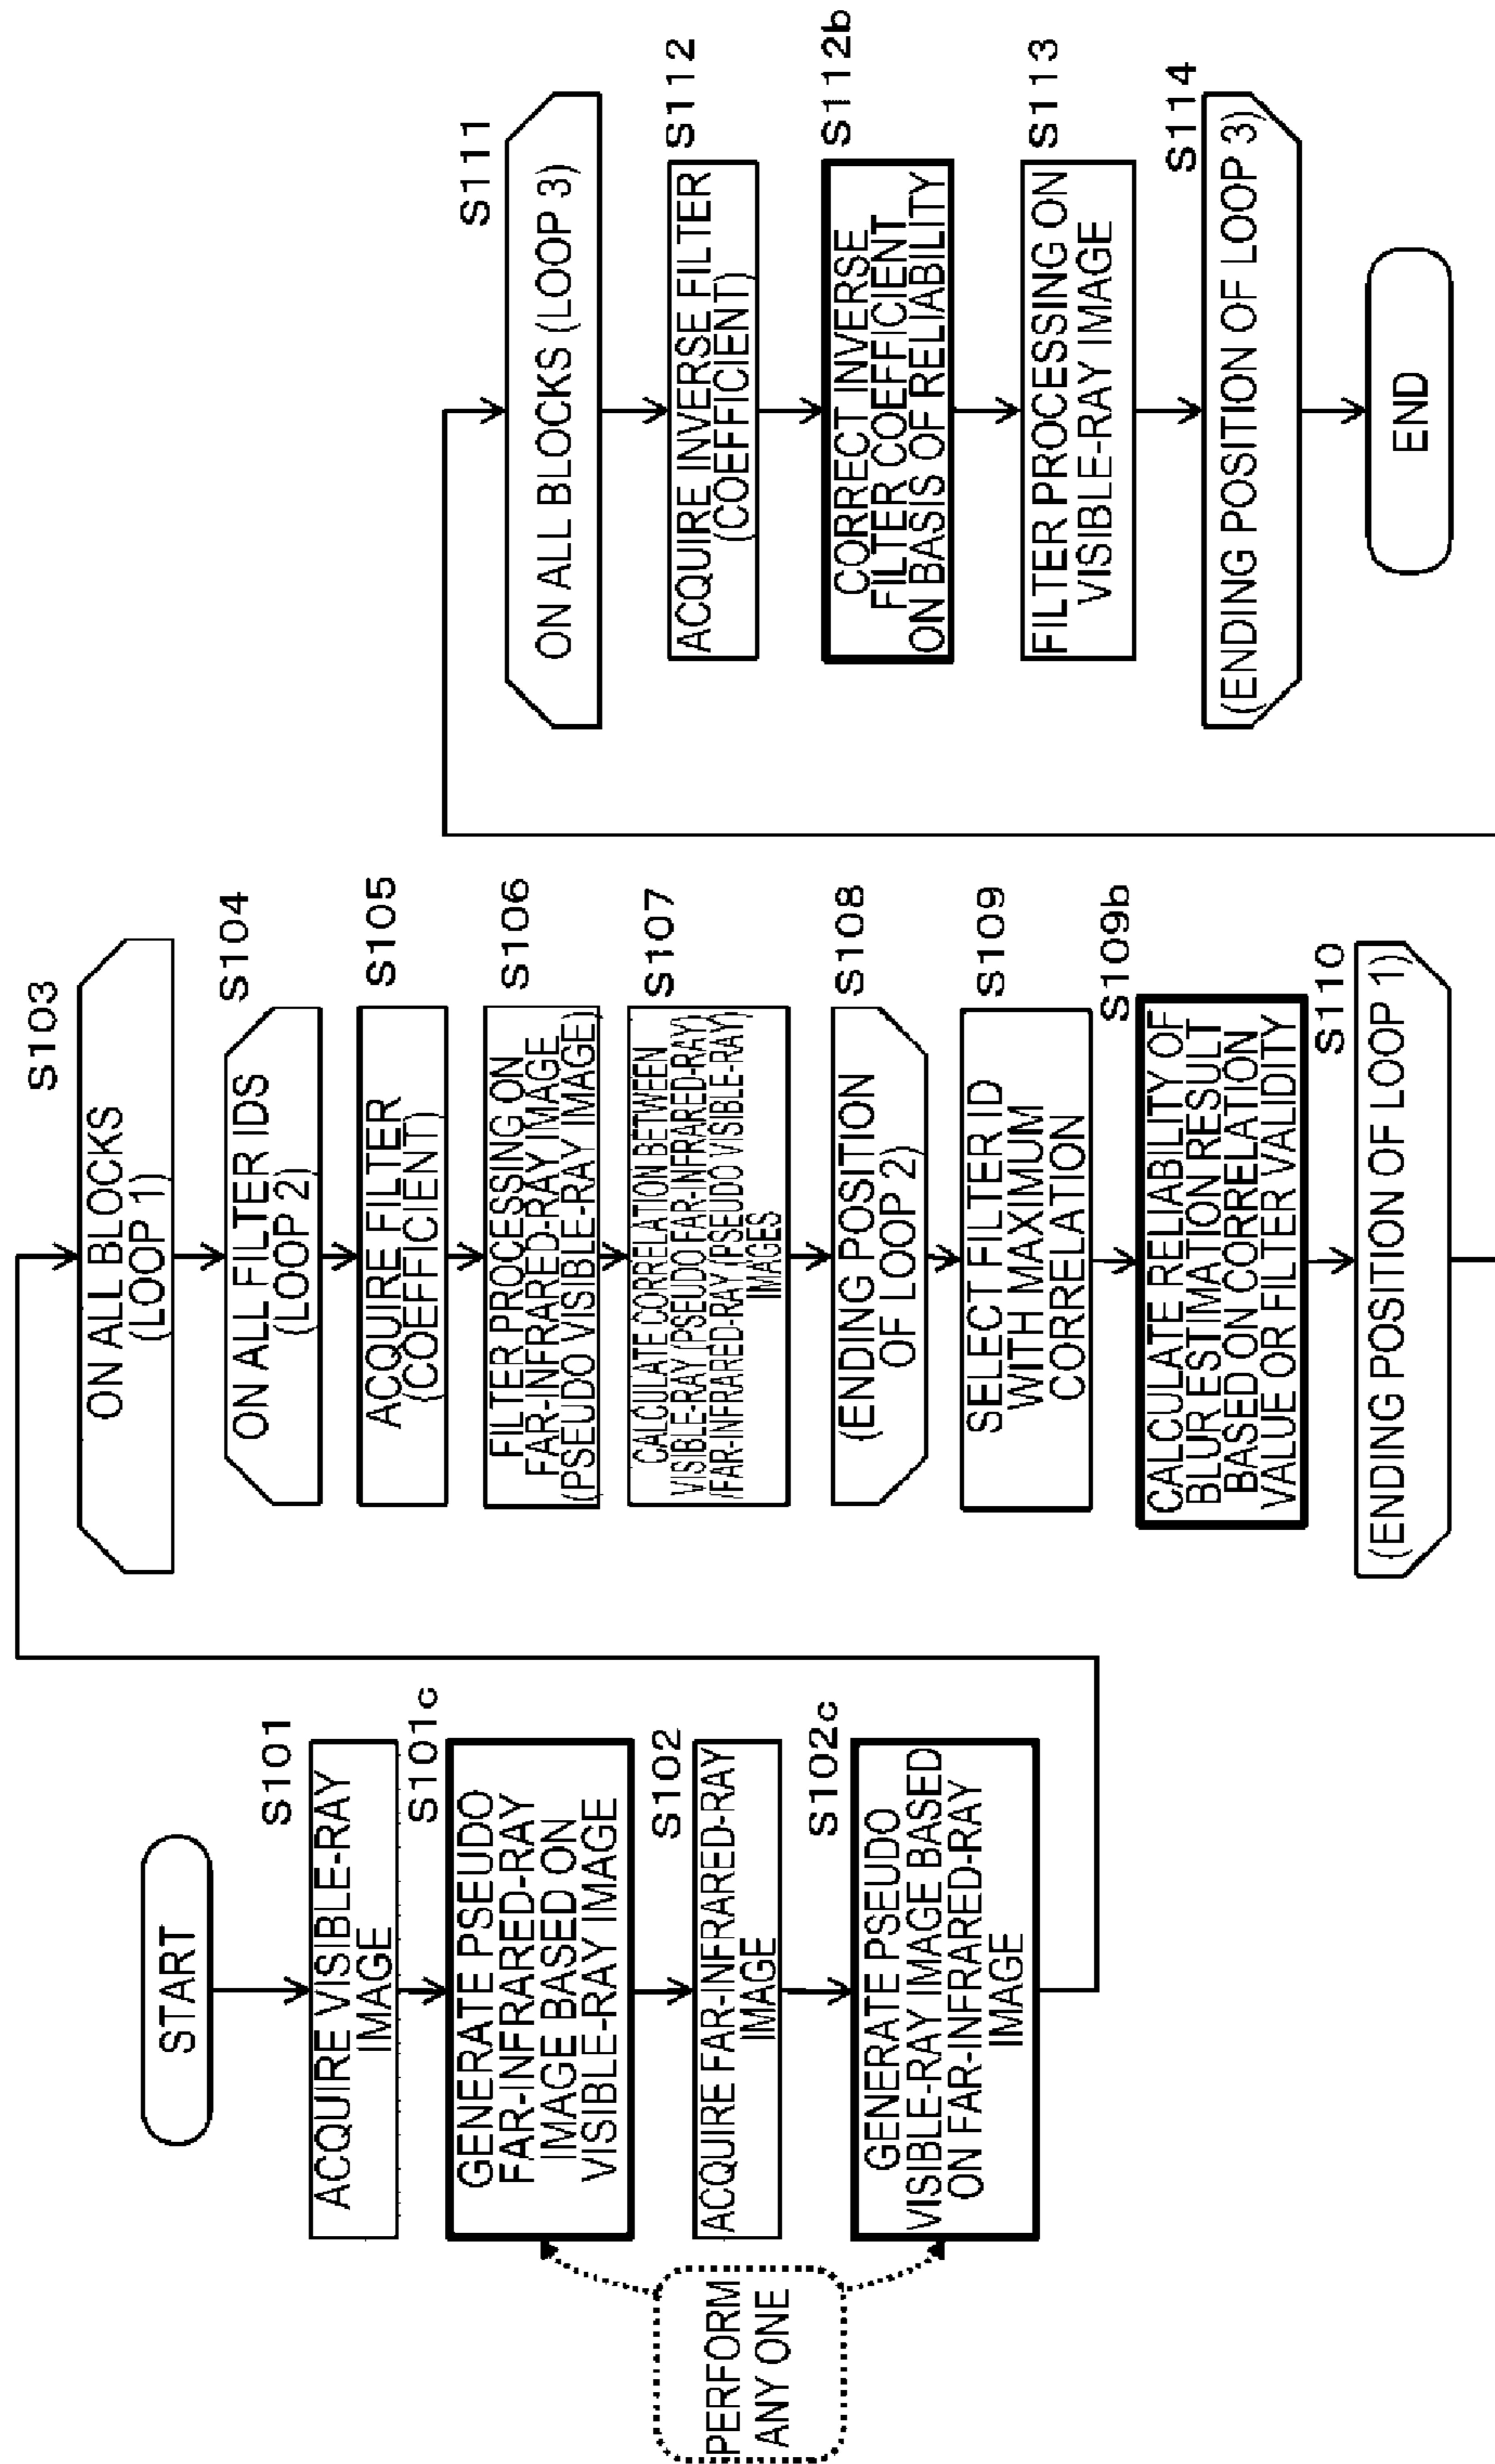 START
S101
ACQUIRE VISIBLE-RAY
IMAGE
S101c
GENERATE PSEUDO
FAR-INFRARED-RAY
IMAGE BASED ON
VISIBLE-RAY IMAGE
S102
ACQUIRE FAR-INFRARED-RAY
IMAGE
S102c
GENERATE PSEUDO
VISIBLE-RAY IMAGE BASED
ON FAR-INFRARED-RAY
IMAGE
PERFORM
ANY ONE
S103
ON ALL BLOCKS
(LOOP 1)
S104
ON ALL FILTER IDS
(LOOP 2)
S105
ACQUIRE FILTER
(COEFFICIENT)
S106
FILTER PROCESSING ON
FAR-INFRARED-RAY IMAGE
(PSEUDO VISIBLE-RAY IMAGE)
S107
CALCULATE CORRELATION BETWEEN
VISIBLE-RAY (PSEUDO FAR-INFRARED-RAY)
/FAR-INFRARED-RAY (PSEUDO VISIBLE-RAY)
IMAGES
S108
(ENDING POSITION
OF LOOP 2)
S109
SELECT FILTER ID
WITH MAXIMUM
CORRELATION
S109b
CALCULATE RELIABILITY OF
BLUR ESTIMATION RESULT
BASED ON CORRELATION
VALUE OR FILTER VALIDITY
S110
(ENDING POSITION OF LOOP 1)
S111
ON ALL BLOCKS (LOOP 3)
S112
ACQUIRE INVERSE FILTER
(COEFFICIENT)
S112b
CORRECT INVERSE
FILTER COEFFICIENT
ON BASIS OF RELIABILITY
S113
FILTER PROCESSING ON
VISIBLE-RAY IMAGE
S114
(ENDING POSITION OF LOOP 3)
END